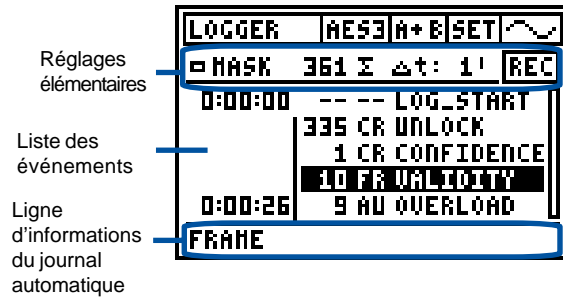 LOGGER AES3 A+B SET
Réglages
élémentaires
MASK 361 Σ Δt: 1' REC
0:00:00 -- -- LOG_START
335 CR UNLOCK
Liste des
événements
1 CR CONFIDENCE
10 FR VALIDITY
0:00:26 9 AU OVERLOAD
Ligne
d'informations
du journal
automatique
FRAME